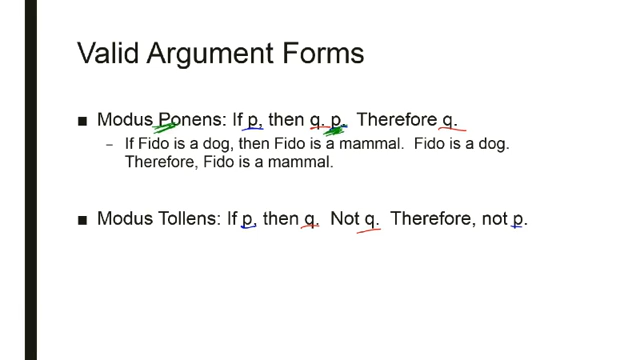 Valid Argument Forms
■ Modus Ponens: If p, then q. p. Therefore q.
– If Fido is a dog, then Fido is a mammal. Fido is a dog.
Therefore, Fido is a mammal.
■ Modus Tollens: If p, then q. Not q. Therefore, not p.